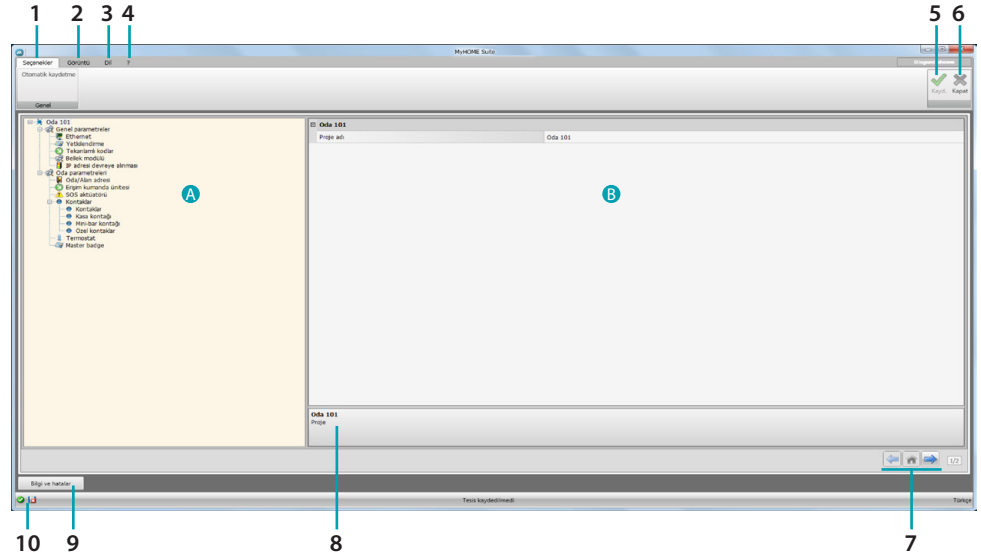 1 2 3 4 5 6
MyHOME Suite
Seçenekler Görüntü Dil ?
Otomatik kaydetme
Kaydı Kapat
Genel
Oda 101
Genel parametreler
Ethernet
Yetkilendirme
Tekanlamlı kodlar
Bellek modülü
IP adresi devreye alınması
Oda parametreleri
Oda/Alan adresi
Erişim kumanda ünitesi
SOS aktüatörü
Kontaklar
Kontaklar
Kasa kontağı
Mini-bar kontağı
Özel kontaklar
Termostat
Master badge
A
Oda 101
Proje adı Oda 101
B
Oda 101
Proje
1/2
Bilgi ve hatalar
Tesis kaydedilmedi Türkçe
10 9 8 7